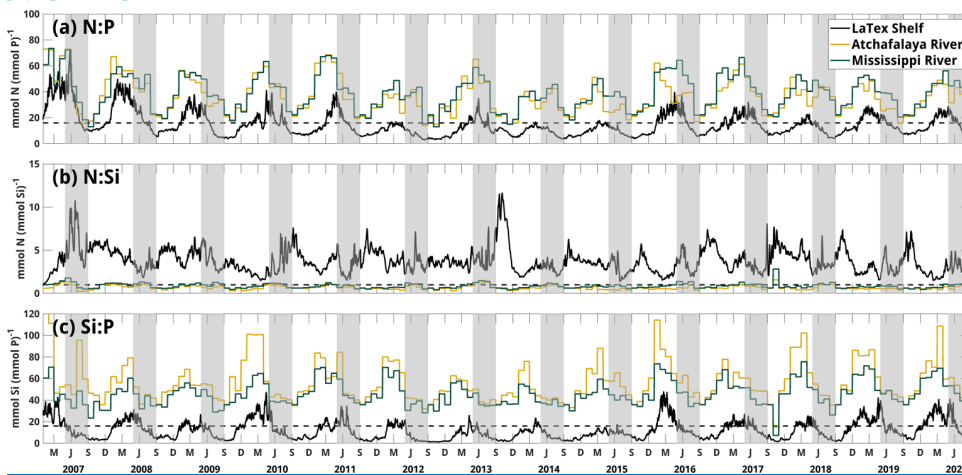 (a) N:P
LaTex Shelf
Atchafalaya River
Mississippi River
mmol N (mmol P)⁻¹
100
80
60
40
20
0
(b) N:Si
mmol N (mmol Si)⁻¹
15
10
5
0
(c) Si:P
mmol Si (mmol P)⁻¹
120
100
80
60
40
20
0
M J S D M J S D M J S D M J S D M J S D M J S D M J S D M J S D M J S D M J S D M J S D M J S D M J S D M J
2007 2008 2009 2010 2011 2012 2013 2014 2015 2016 2017 2018 2019 202